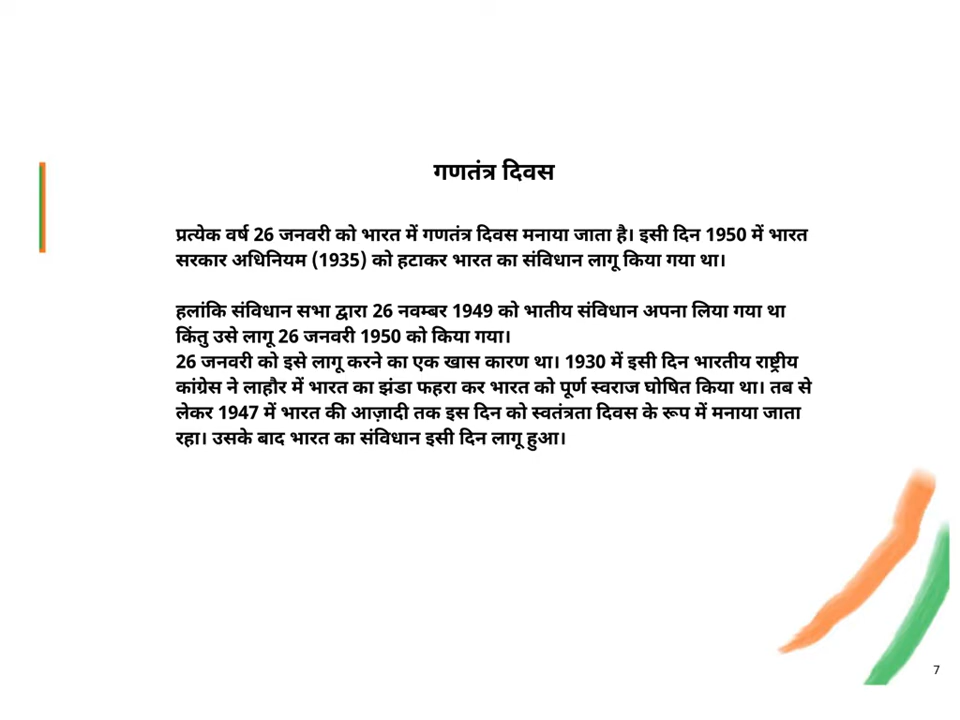 गणतंत्र दिवस
प्रत्येक वर्ष 26 जनवरी को भारत में गणतंत्र दिवस मनाया जाता है। इसी दिन 1950 में भारत
सरकार अधिनियम (1935) को हटाकर भारत का संविधान लागू किया गया था।
हलांकि संविधान सभा द्वारा 26 नवम्बर 1949 को भातीय संविधान अपना लिया गया था
किंतु उसे लागू 26 जनवरी 1950 को किया गया।
26 जनवरी को इसे लागू करने का एक खास कारण था। 1930 में इसी दिन भारतीय राष्ट्रीय
कांग्रेस ने लाहौर में भारत का झंडा फहरा कर भारत को पूर्ण स्वराज घोषित किया था। तब से
लेकर 1947 में भारत की आज़ादी तक इस दिन को स्वतंत्रता दिवस के रूप में मनाया जाता
रहा। उसके बाद भारत का संविधान इसी दिन लागू हुआ।
7